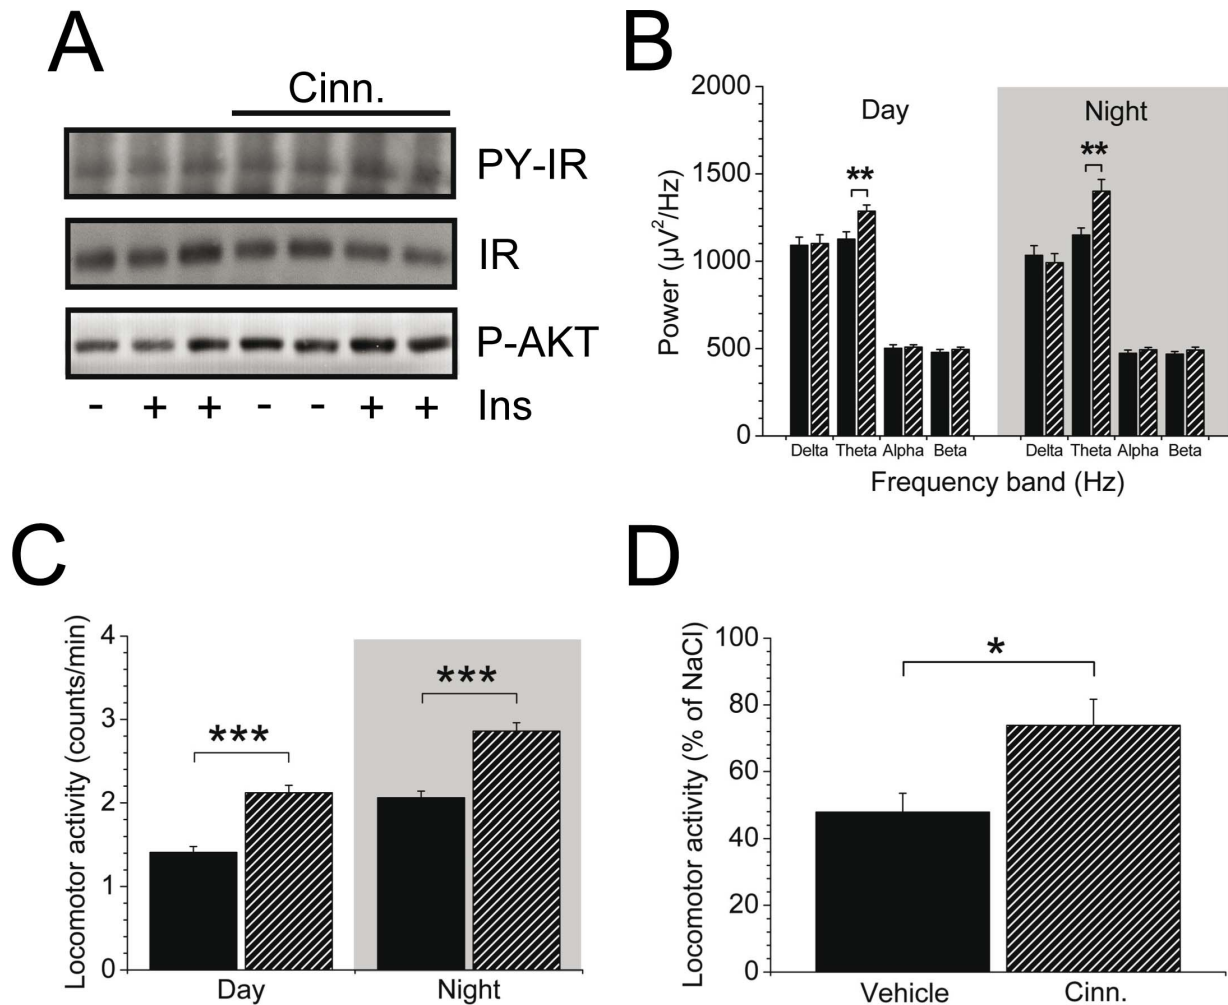 A
Cinn.
PY-IR
IR
P-AKT
- + + - - + + Ins
B
Power (µV²/Hz)
2000
1500
1000
500
0
Day
Night
**
**
Delta Theta Alpha Beta Delta Theta Alpha Beta
Frequency band (Hz)
C
Locomotor activity (counts/min)
4
3
2
1
0
***
***
Day Night
D
Locomotor activity (% of NaCl)
100
80
60
40
20
0
*
Vehicle Cinn.